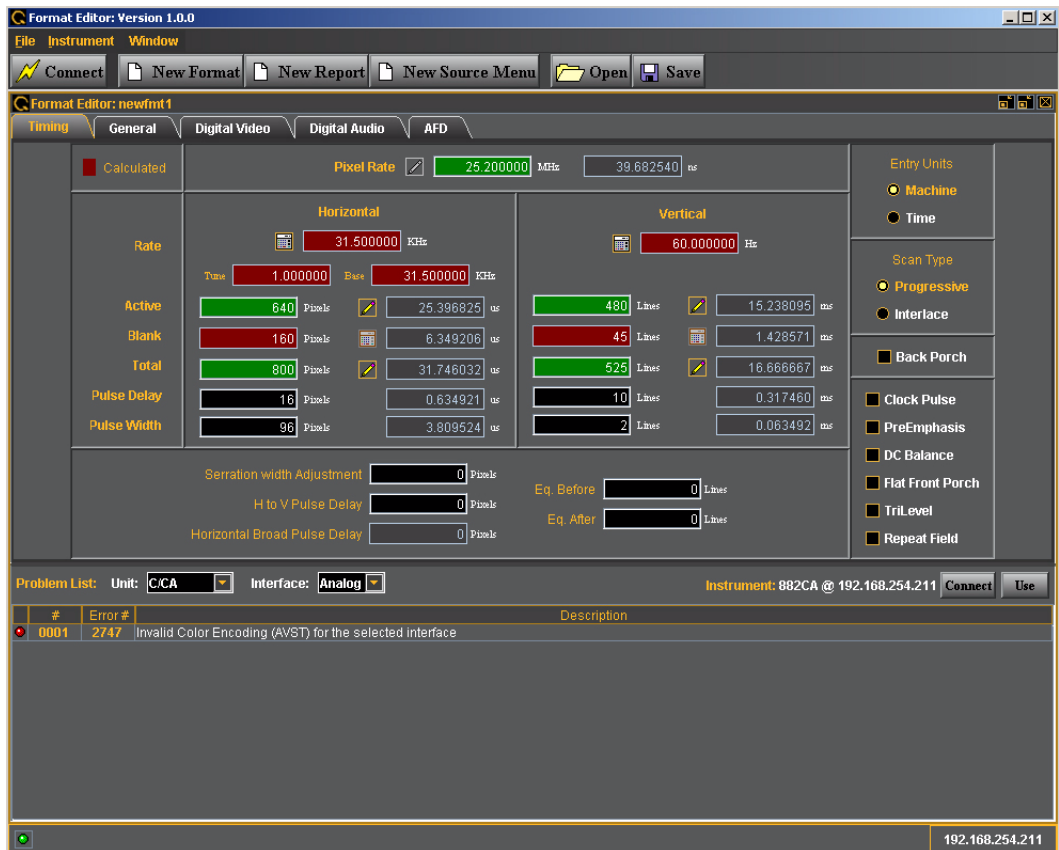 Format Editor: Version 1.0.0
File Instrument Window
Connect New Format New Report New Source Menu Open Save
Format Editor: newfmt1
Timing General Digital Video Digital Audio AFD
Calculated
Pixel Rate 25.200000 MHz 39.682540 ns
Entry Units
Machine
Time
Horizontal Vertical
Rate 31.500000 KHz 60.000000 Hz
Tune 1.000000 Base 31.500000 KHz
Scan Type
Progressive
Interlace
Active 640 Pixels 25.396825 us 480 Lines 15.238095 ms
Blank 160 Pixels 6.349206 us 45 Lines 1.428571 ms
Total 800 Pixels 31.746032 us 525 Lines 16.666667 ms
Back Porch
Pulse Delay 16 Pixels 0.634921 us 10 Lines 0.317460 ms
Pulse Width 96 Pixels 3.809524 us 2 Lines 0.063492 ms
Clock Pulse
PreEmphasis
DC Balance
Flat Front Porch
TriLevel
Repeat Field
Serration width Adjustment 0 Pixels
H to V Pulse Delay 0 Pixels
Horizontal Broad Pulse Delay 0 Pixels
Eq. Before 0 Lines
Eq. After 0 Lines
Problem List: Unit: C/CA Interface: Analog Instrument: 882CA @ 192.168.254.211 Connect Use
# Error # Description
0001 2747 Invalid Color Encoding (AVST) for the selected interface
192.168.254.211